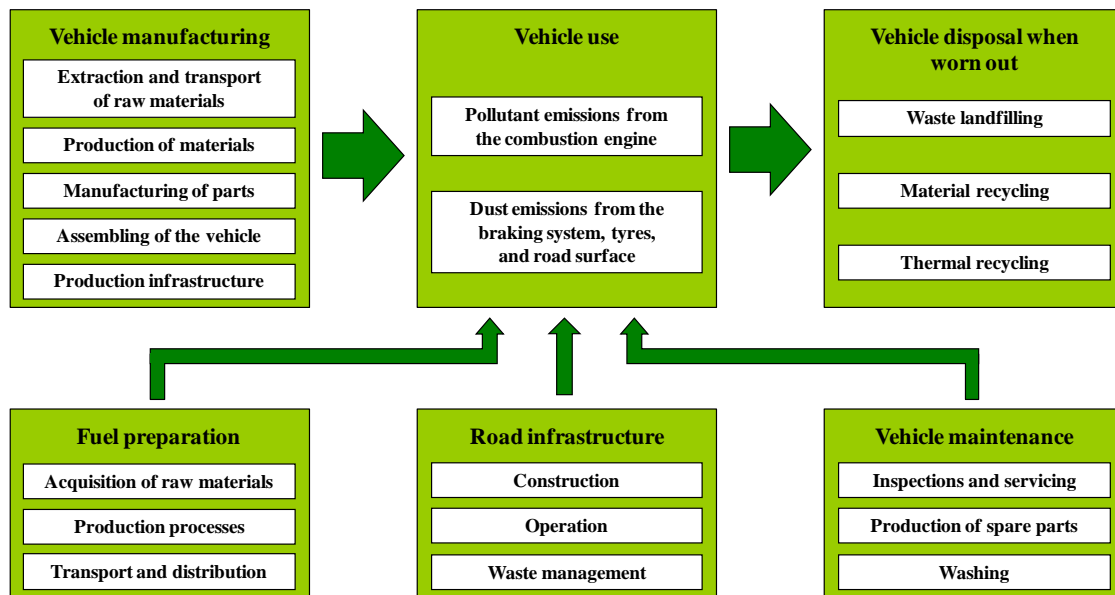 Vehicle manufacturing
Extraction and transport
of raw materials
Production of materials
Manufacturing of parts
Assembling of the vehicle
Production infrastructure
Vehicle use
Pollutant emissions from
the combustion engine
Dust emissions from the
braking system, tyres,
and road surface
Vehicle disposal when
worn out
Waste landfilling
Material recycling
Thermal recycling
Fuel preparation
Acquisition of raw materials
Production processes
Transport and distribution
Road infrastructure
Construction
Operation
Waste management
Vehicle maintenance
Inspections and servicing
Production of spare parts
Washing